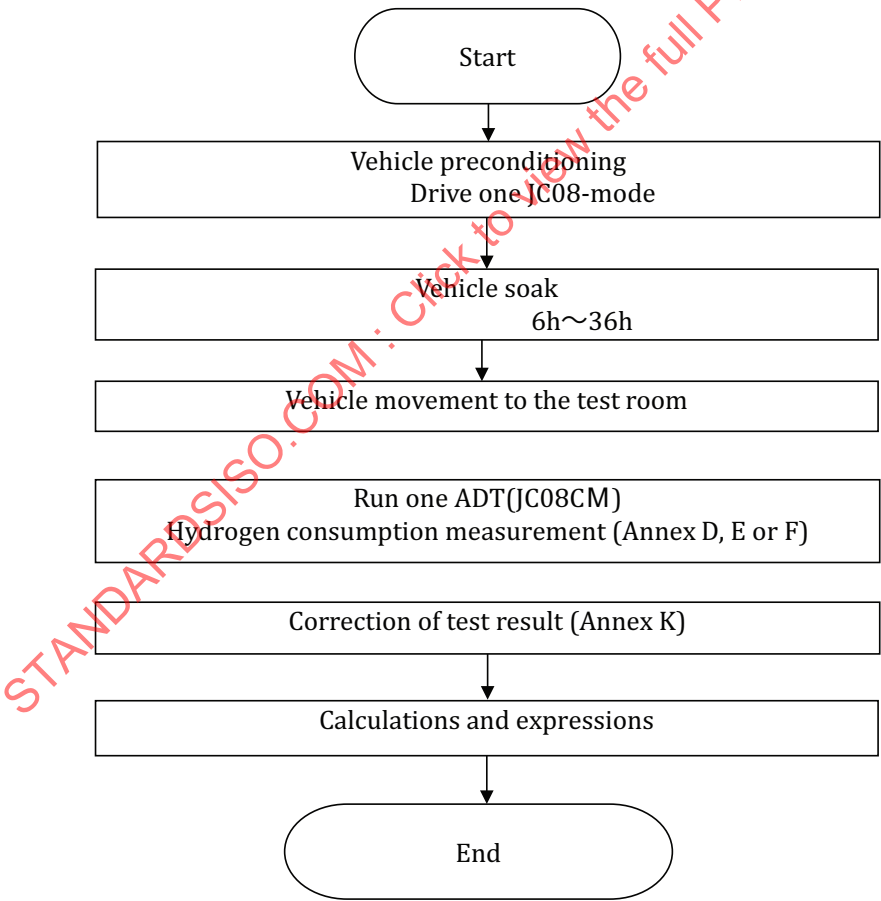 Start
Vehicle preconditioning
Drive one JC08-mode
Vehicle soak
6h～36h
Vehicle movement to the test room
Run one ADT(JC08CM)
Hydrogen consumption measurement (Annex D, E or F)
Correction of test result (Annex K)
Calculations and expressions
End
STANDARDSISO.COM : Click to view the full